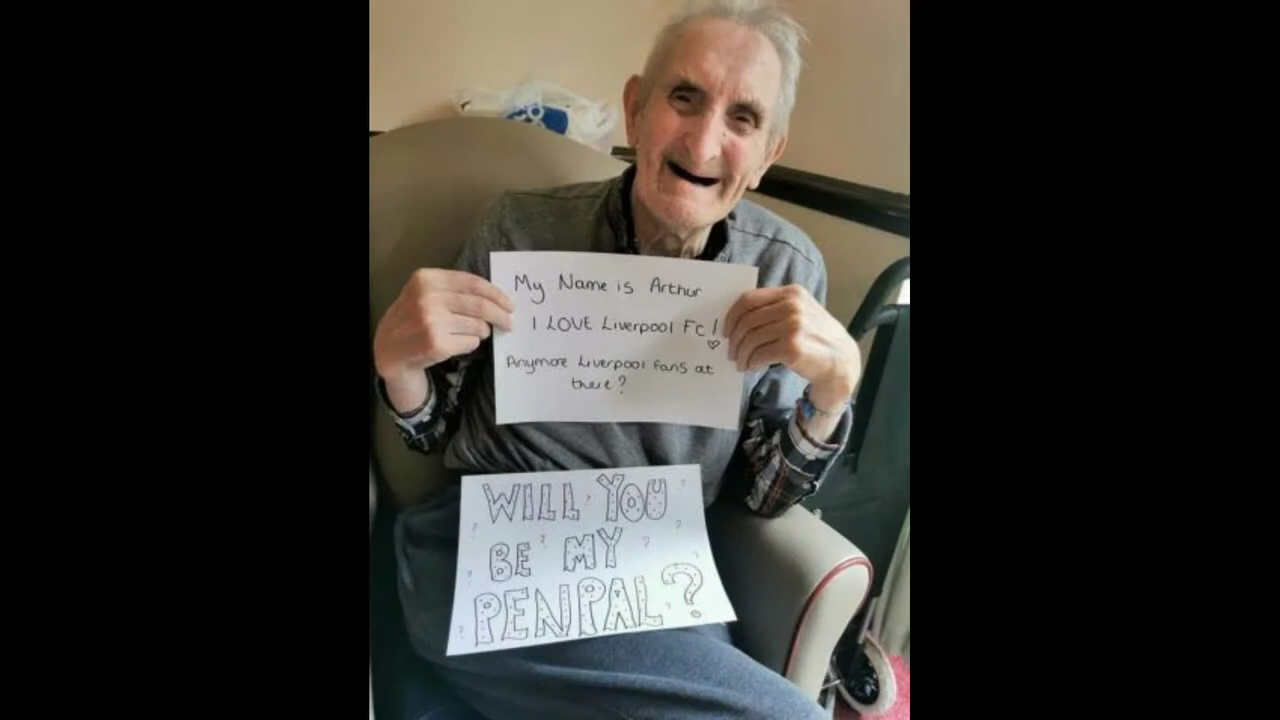 My Name is Arthur
I LOVE Liverpool FC!
Anymore Liverpool fans at
there?
WILL YOU
BE MY
PENPAL?